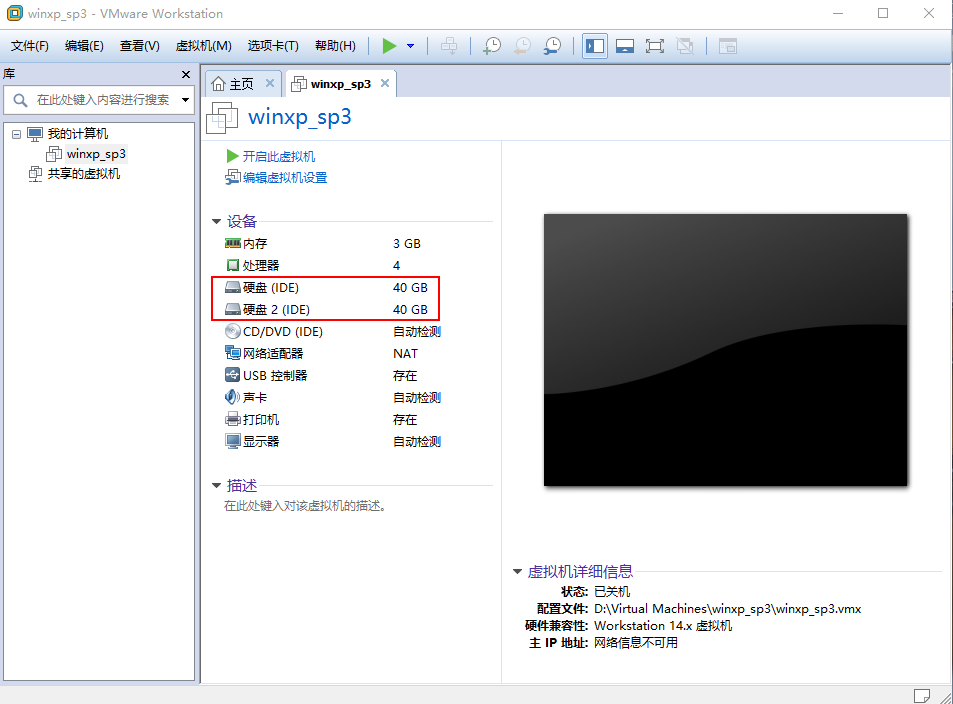 winxp_sp3 - VMware Workstation
文件(F) 编辑(E) 查看(V) 虚拟机(M) 选项卡(T) 帮助(H)
库
在此处键入内容进行搜索
我的计算机
winxp_sp3
共享的虚拟机
主页 winxp_sp3
winxp_sp3
开启此虚拟机
编辑虚拟机设置
设备
内存 3 GB
处理器 4
硬盘 (IDE) 40 GB
硬盘 2 (IDE) 40 GB
CD/DVD (IDE) 自动检测
网络适配器 NAT
USB 控制器 存在
声卡 自动检测
打印机 存在
显示器 自动检测
描述
在此处键入对该虚拟机的描述。
虚拟机详细信息
状态: 已关机
配置文件: D:\Virtual Machines\winxp_sp3\winxp_sp3.vmx
硬件兼容性: Workstation 14.x 虚拟机
主 IP 地址: 网络信息不可用